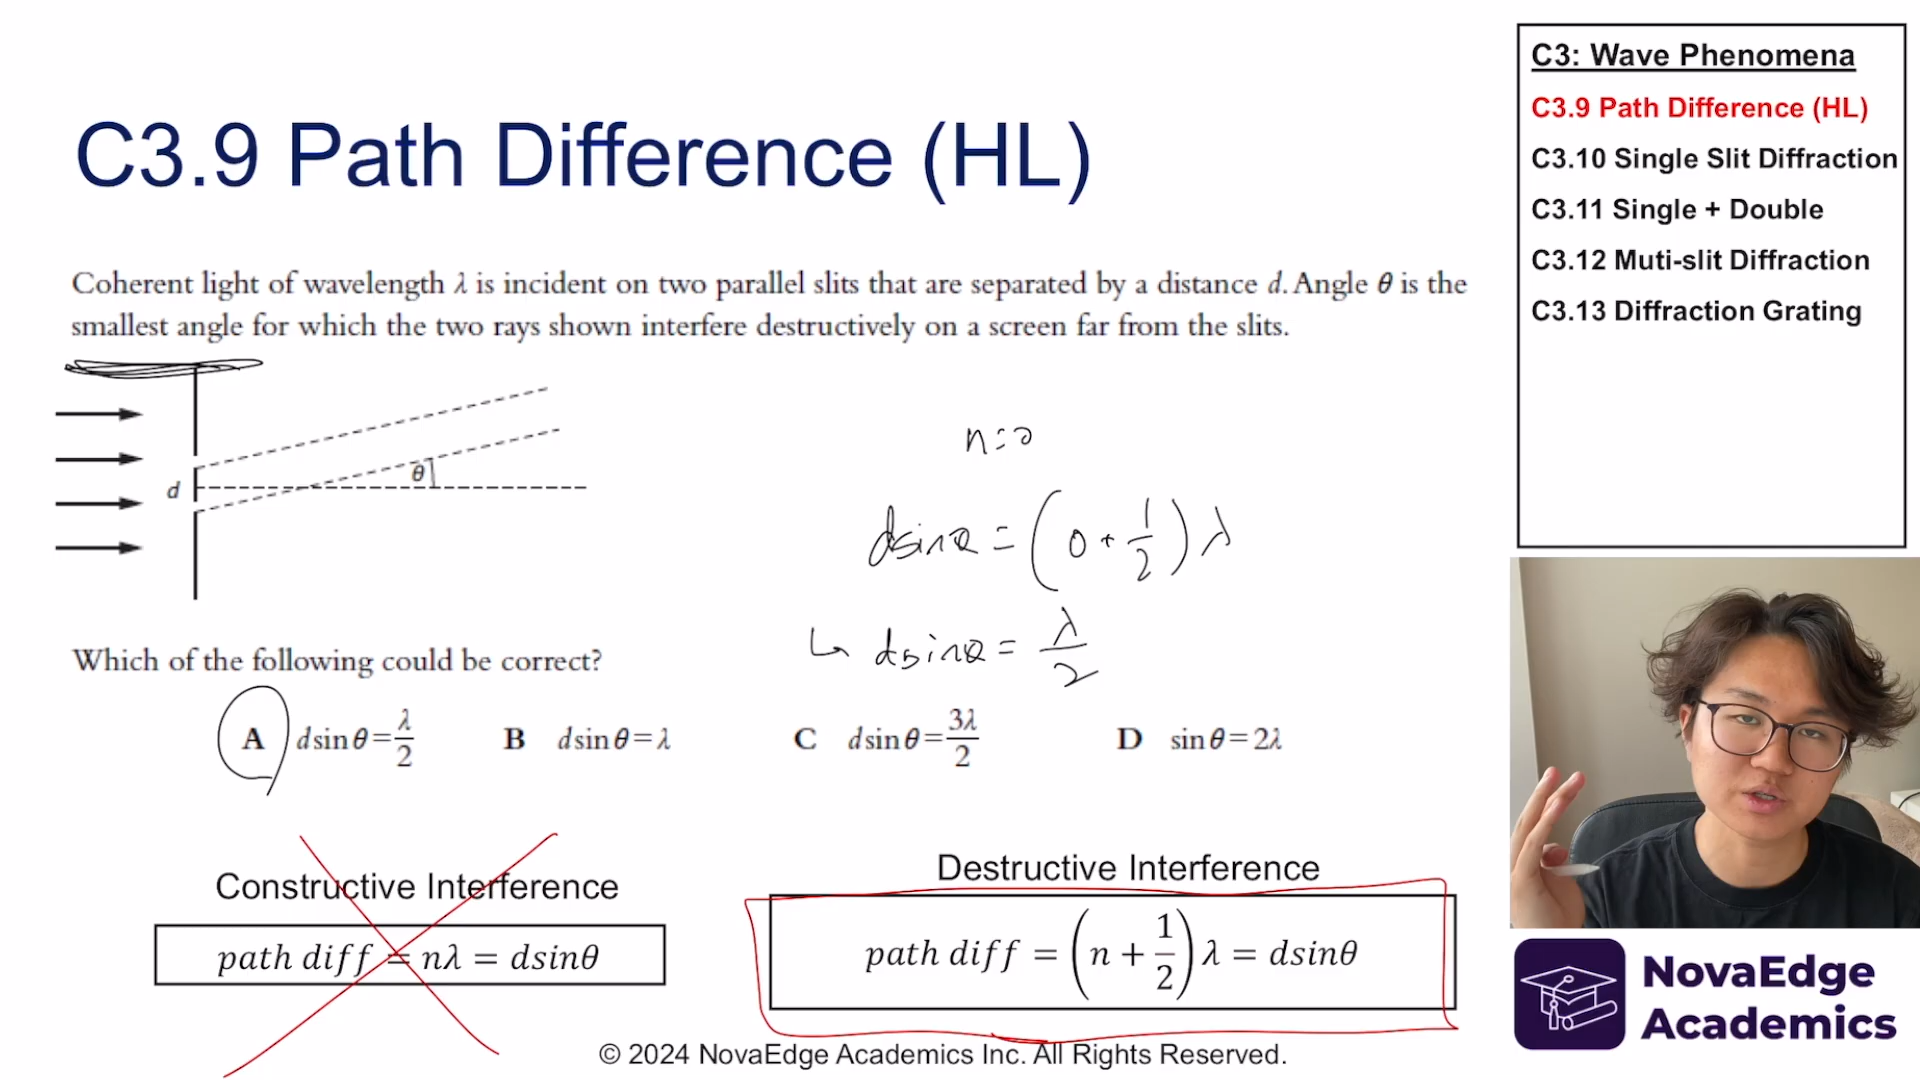 C3.9 Path Difference (HL)
Coherent light of wavelength λ is incident on two parallel slits that are separated by a distance d. Angle θ is the
smallest angle for which the two rays shown interfere destructively on a screen far from the slits.
d
θ
n=0
dsinθ = (0 + 1/2) λ
↳ dsinθ = λ/2
Which of the following could be correct?
A dsinθ=λ/2 B dsinθ=λ C dsinθ=3λ/2 D sinθ=2λ
Constructive Interference
path diff = nλ = dsinθ
Destructive Interference
path diff = (n + 1/2) λ = dsinθ
© 2024 NovaEdge Academics Inc. All Rights Reserved.
C3: Wave Phenomena
C3.9 Path Difference (HL)
C3.10 Single Slit Diffraction
C3.11 Single + Double
C3.12 Muti-slit Diffraction
C3.13 Diffraction Grating
NovaEdge
Academics